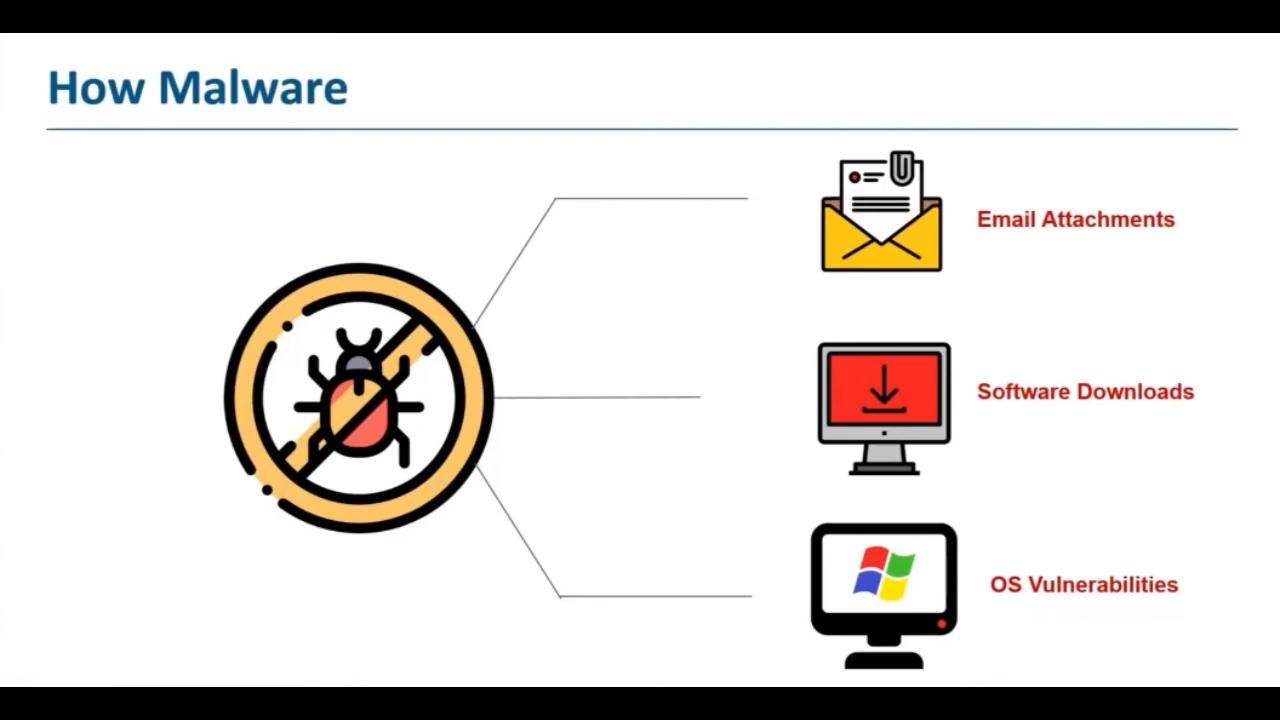 How Malware
Email Attachments
Software Downloads
OS Vulnerabilities